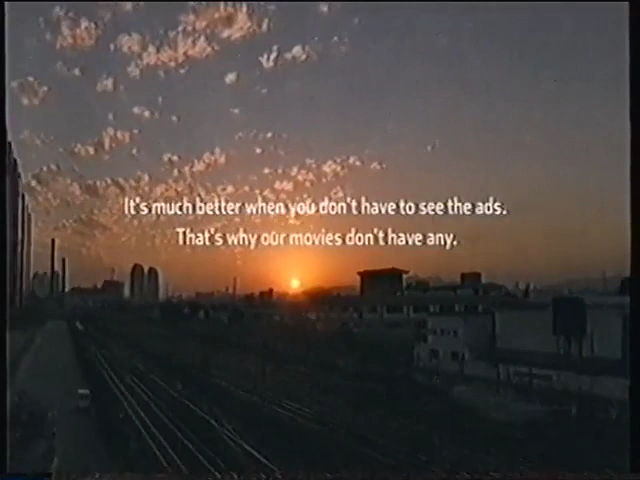 It's much better when you don't have to see the ads.
That's why our movies don't have any.